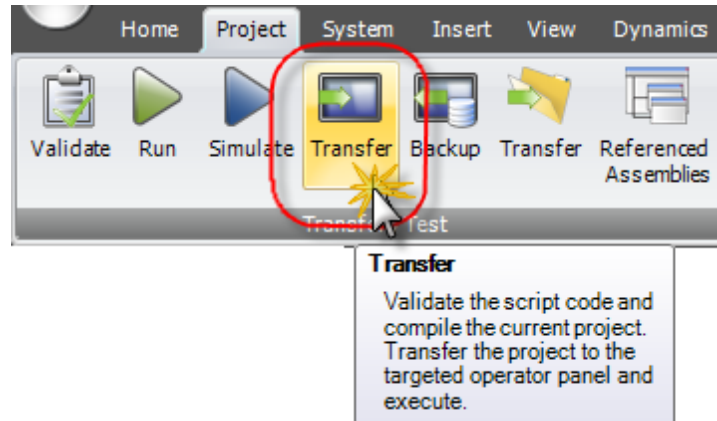 Home Project System Insert View Dynamics
Validate Run Simulate Transfer Backup Transfer Referenced
Assemblies
Test
Transfer
Validate the script code and
compile the current project.
Transfer the project to the
targeted operator panel and
execute.